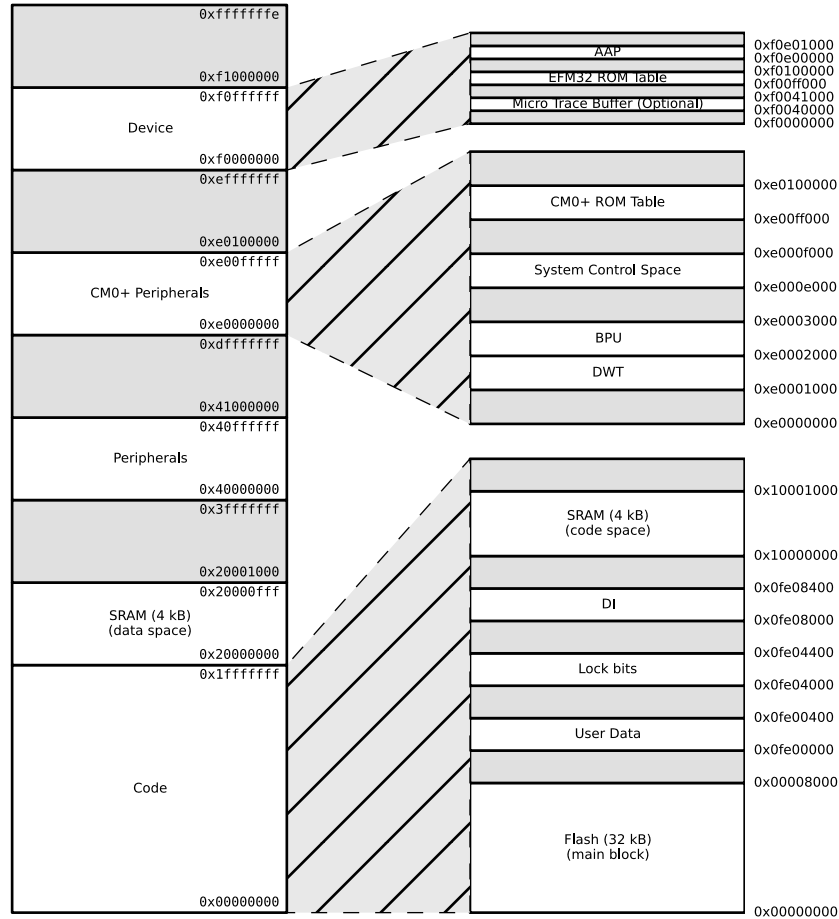 0xfffffffe
0xf1000000
0xf0ffffff
Device
0xf0000000
0xefffffff
0xe0100000
0xe00fffff
CM0+ Peripherals
0xe0000000
0xdfffffff
0x41000000
0x40ffffff
Peripherals
0x40000000
0x3fffffff
0x20001000
0x20000fff
SRAM (4 kB)
(data space)
0x20000000
0x1fffffff
Code
0x00000000
0xf0e01000
AAP
0xf0e00000
0xf0100000
EFM32 ROM Table
0xf00ff000
0xf0041000
Micro Trace Buffer (Optional)
0xf0040000
0xf0000000
0xe0100000
CM0+ ROM Table
0xe00ff000
0xe000f000
System Control Space
0xe000e000
0xe0003000
BPU
0xe0002000
DWT
0xe0001000
0xe0000000
0x10001000
SRAM (4 kB)
(code space)
0x10000000
0x0fe08400
DI
0x0fe08000
0x0fe04400
Lock bits
0x0fe04000
0x0fe00400
User Data
0x0fe00000
0x00008000
Flash (32 kB)
(main block)
0x00000000